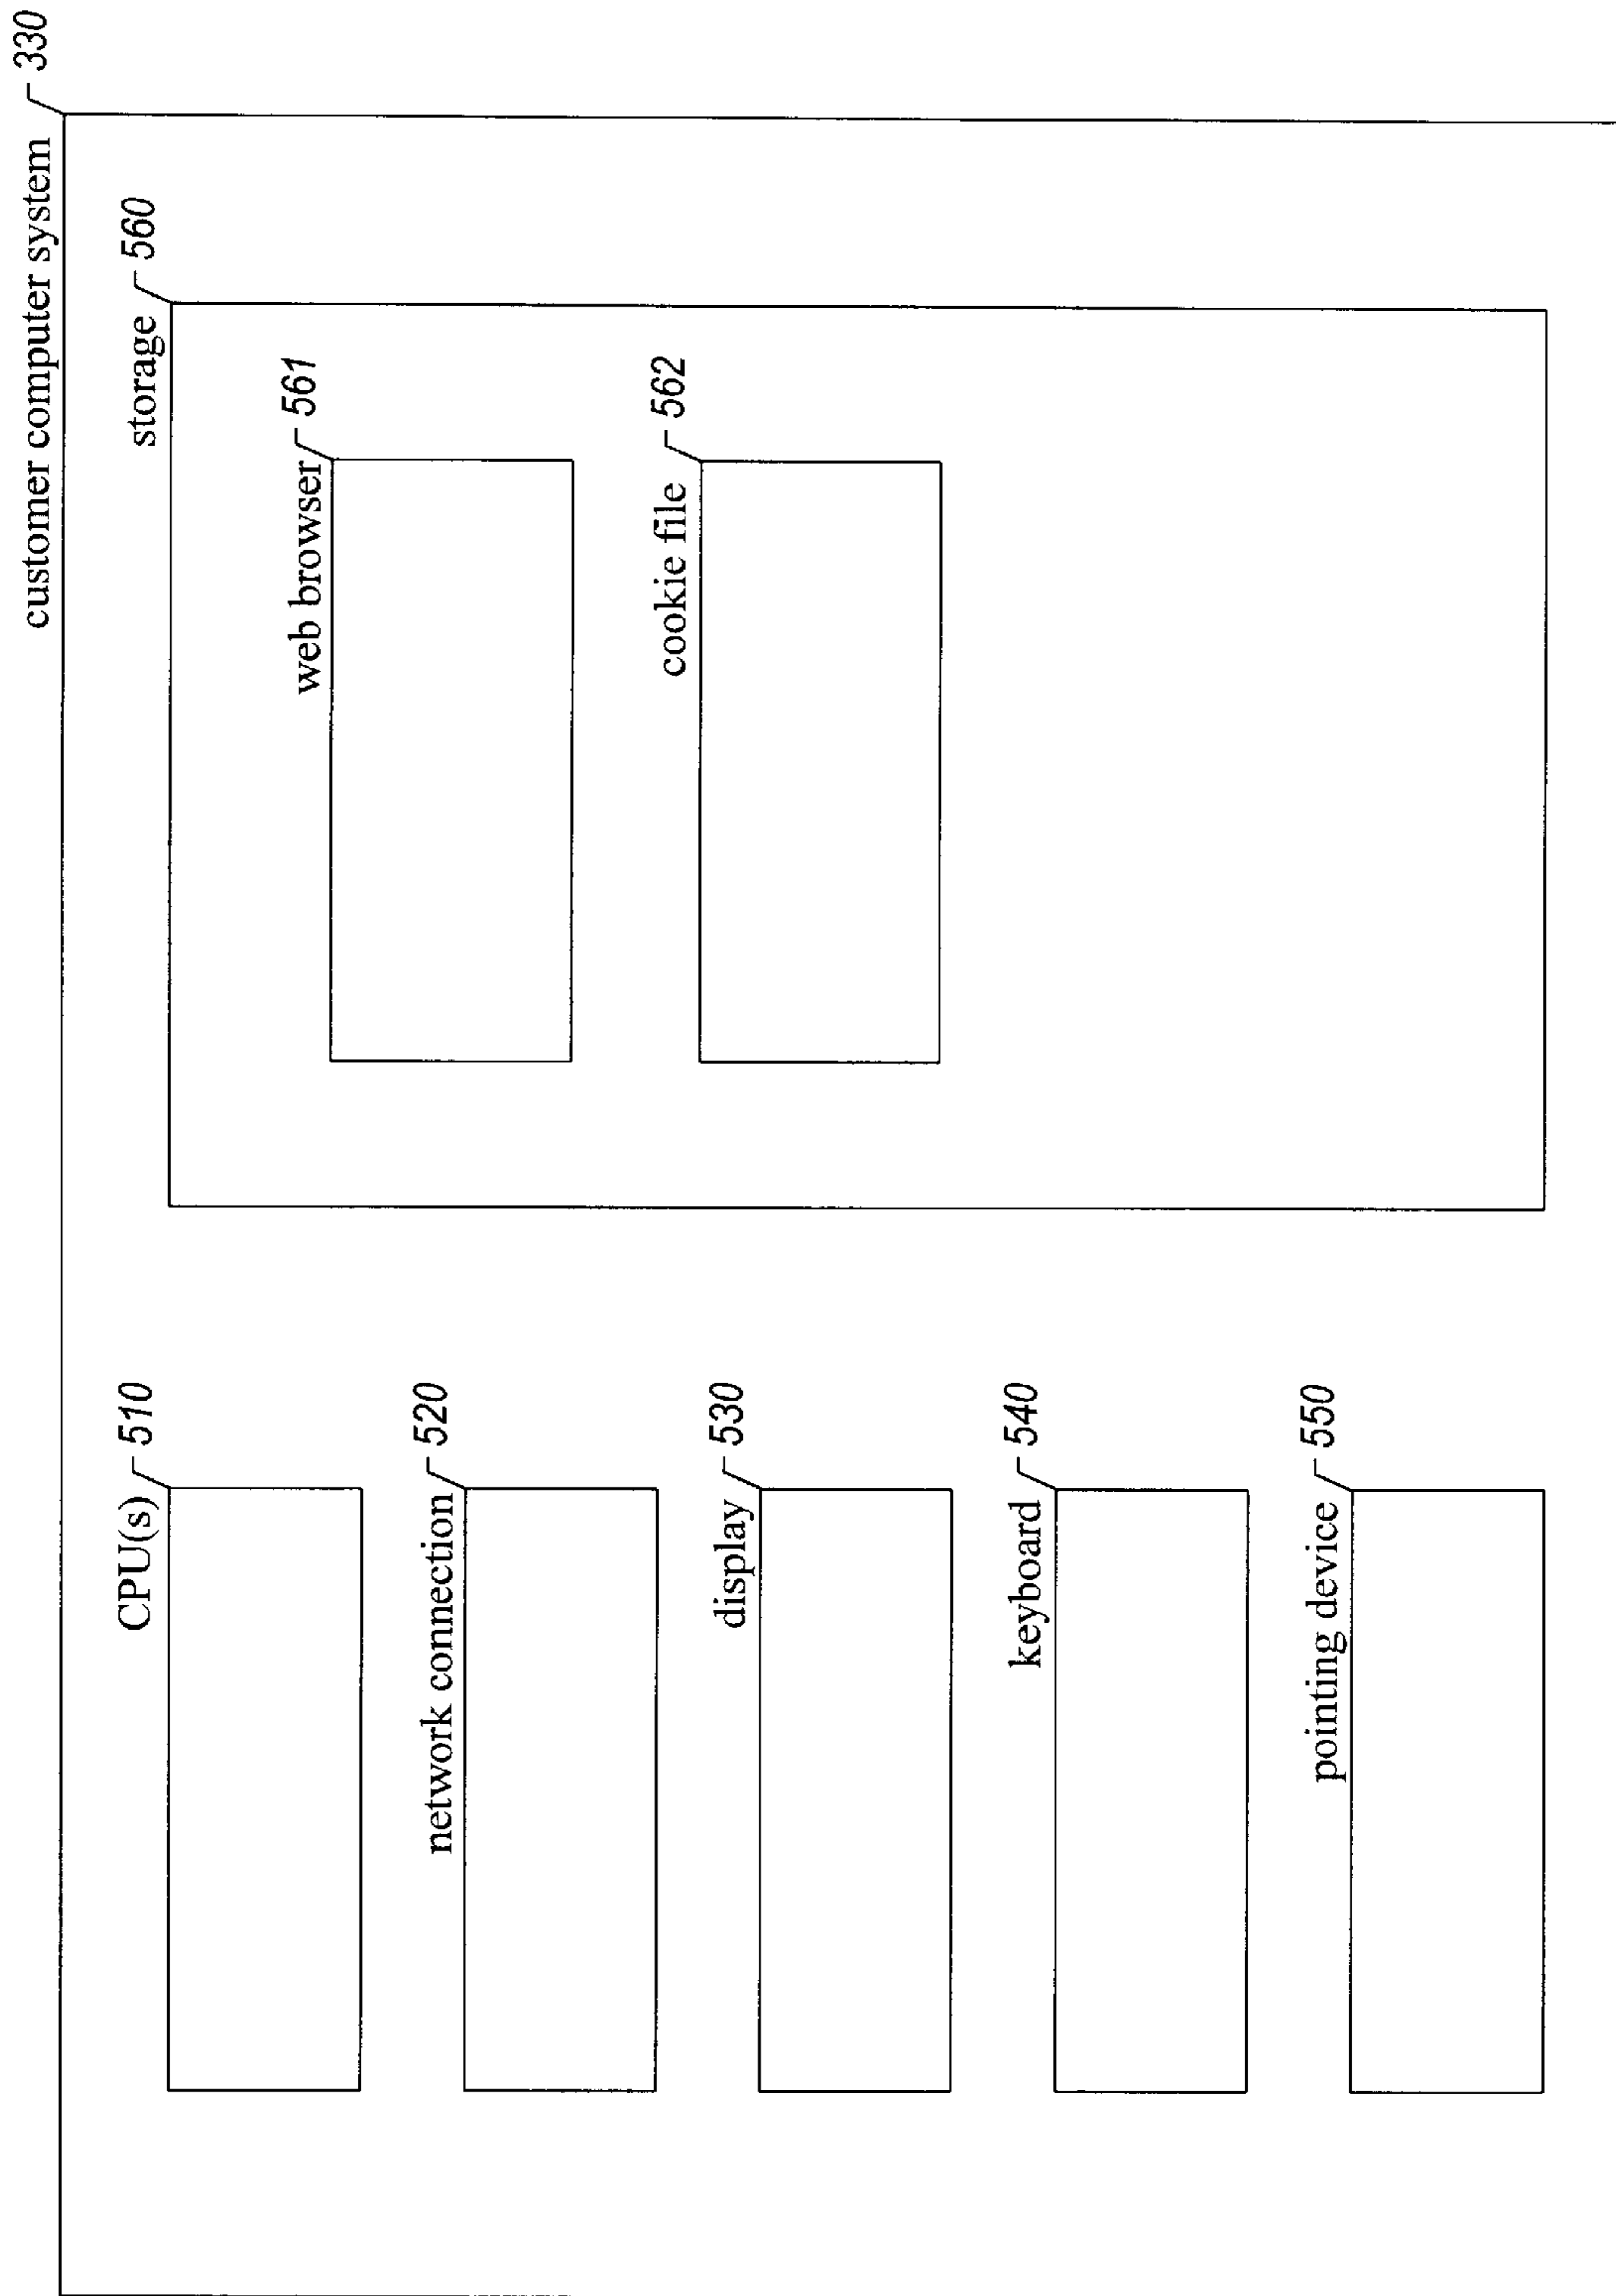 customer computer system 330
CPU(s) 510
network connection 520
display 530
keyboard 540
pointing device 550
storage 560
web browser 561
cookie file 562